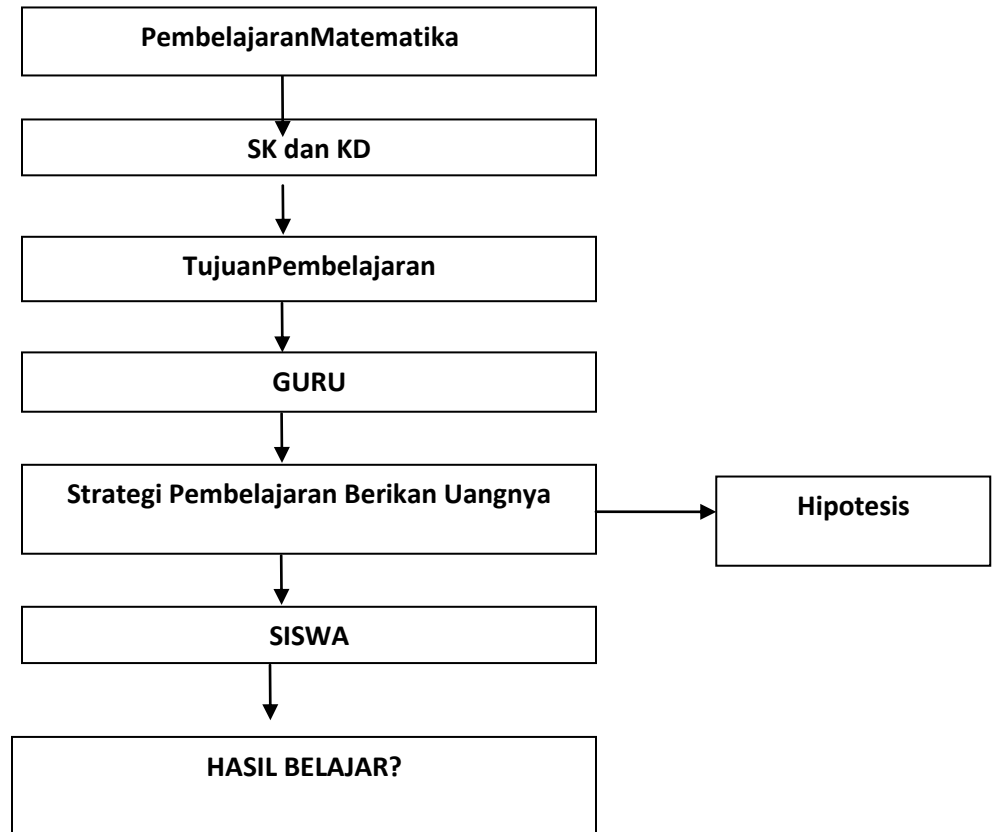 PembelajaranMatematika
SK dan KD
TujuanPembelajaran
GURU
Strategi Pembelajaran Berikan Uangnya
Hipotesis
SISWA
HASIL BELAJAR?